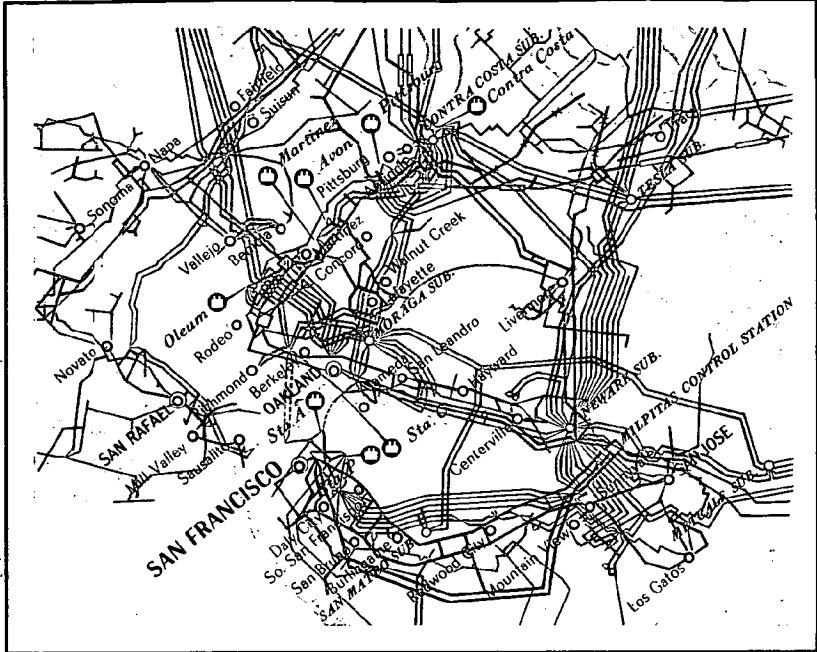 CONTRA COSTA SUB.
Contra Costa
Pittsburg
Fairfield
Suisun
Martinez
Avon
Pittsburg
Napa
Sonoma
TESLA SUB.
Vallejo
Benicia
Martinez
Concord
Walnut Creek
Lafayette
MORAGA SUB.
Oleum
Rodeo
Livermore
San Leandro
Hayward
Novato
Richmond
Berkeley
OAKLAND
Alameda
NEWARK SUB.
MILPITAS CONTROL STATION
SAN RAFAEL
Sta. A
Sta. C
Mill Valley
Sausalito
Centerville
SAN JOSE
METCALF SUB.
SAN FRANCISCO
Daly City
So. San Francisco
San Bruno
Burlingame
SAN MATEO SUB.
Redwood City
Mountain View
Los Gatos